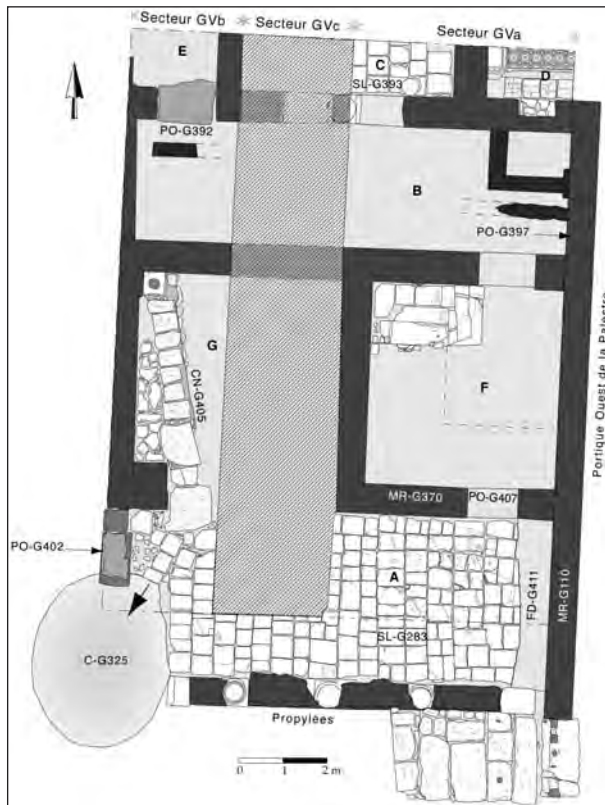 Secteur GVb
Secteur GVc
Secteur GVa
E
C
SL-G393
D
PO-G392
B
PO-G397
G
CN-G405
F
Portique Ouest de la Palestre
MR-G370
PO-G407
PO-G402
A
FD-G411
MR-G110
SL-G283
C-G325
Propylées
0 1 2 m